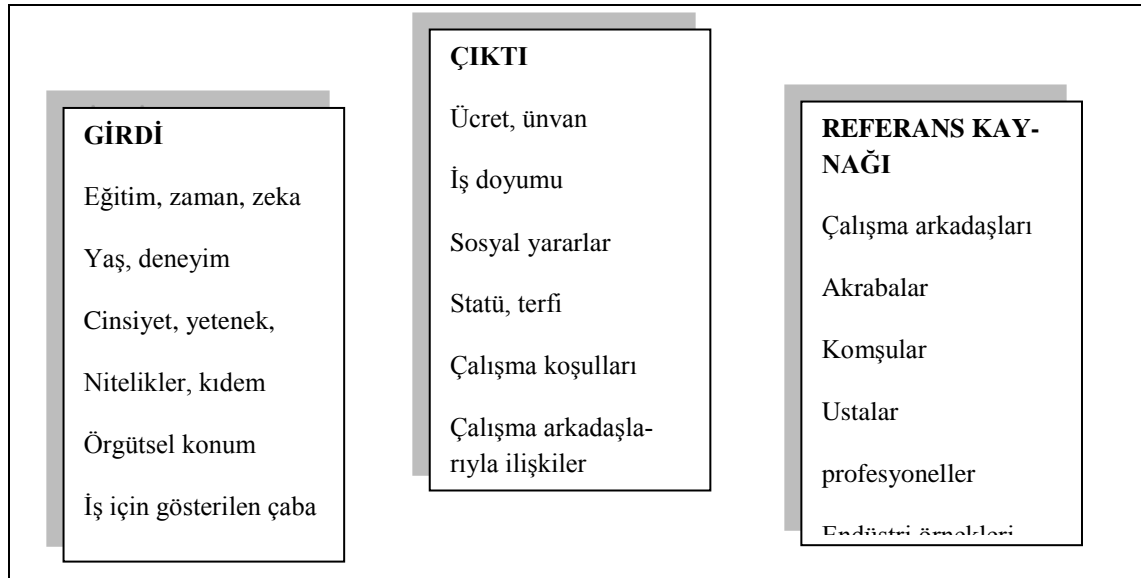 GİRDİ
Eğitim, zaman, zeka
Yaş, deneyim
Cinsiyet, yetenek,
Nitelikler, kıdem
Örgütsel konum
İş için gösterilen çaba
ÇIKTI
Ücret, ünvan
İş doyumu
Sosyal yararlar
Statü, terfi
Çalışma koşulları
Çalışma arkadaşla-
rıyla ilişkiler
REFERANS KAY-
NAĞI
Çalışma arkadaşları
Akrabalar
Komşular
Ustalar
profesyoneller
Endüstri örnekleri